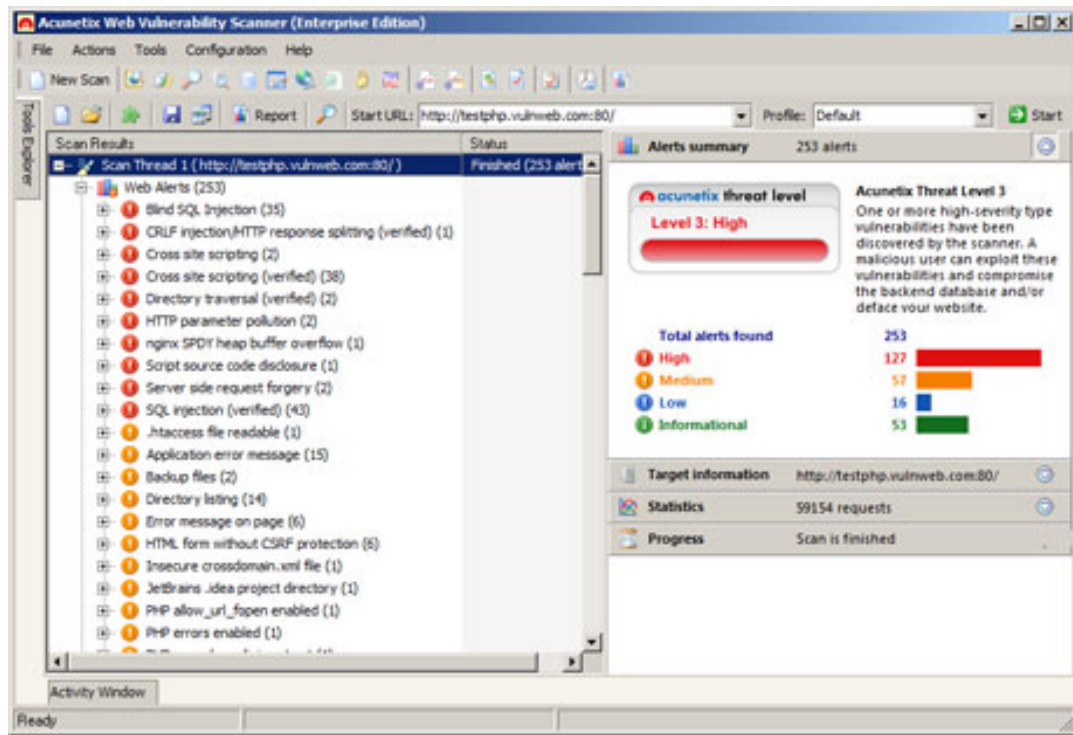 Acunetix Web Vulnerability Scanner (Enterprise Edition)
File Actions Tools Configuration Help
New Scan
Tools Explorer
Report Start URL: http://testphp.vulnweb.com:80/ Profile: Default Start
Scan Results Status
Scan Thread 1 ( http://testphp.vulnweb.com:80/ ) Finished (253 alert
Web Alerts (253)
Blind SQL Injection (35)
CRLF injection/HTTP response splitting (verified) (1)
Cross site scripting (2)
Cross site scripting (verified) (38)
Directory traversal (verified) (2)
HTTP parameter pollution (2)
nginx SPDY heap buffer overflow (1)
Script source code disclosure (1)
Server side request forgery (2)
SQL injection (verified) (43)
.htaccess file readable (1)
Application error message (15)
Backup files (2)
Directory listing (14)
Error message on page (6)
HTML form without CSRF protection (6)
Insecure crossdomain.xml file (1)
JetBrains .idea project directory (1)
PHP allow_url_fopen enabled (1)
PHP errors enabled (1)
Alerts summary 253 alerts
acunetix threat level
Level 3: High
Acunetix Threat Level 3
One or more high-severity type
vulnerabilities have been
discovered by the scanner. A
malicious user can exploit these
vulnerabilities and compromise
the backend database and/or
deface your website.
Total alerts found 253
High 127
Medium 57
Low 16
Informational 53
Target information http://testphp.vulnweb.com:80/
Statistics 59154 requests
Progress Scan is finished
Activity Window
Ready